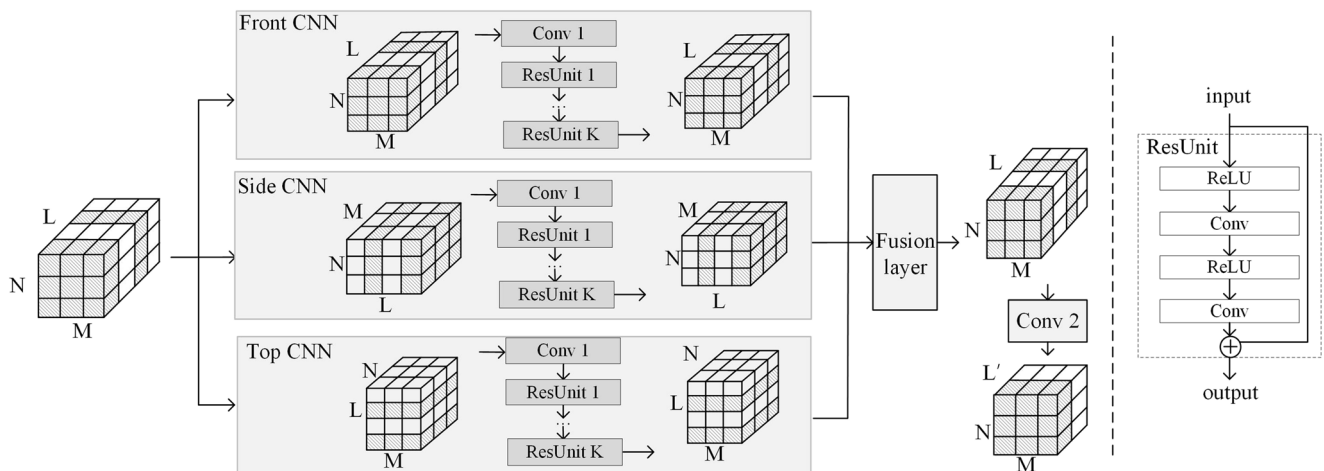 L
N
M
Front CNN
L
N
M
Conv 1
ResUnit 1
...
ResUnit K
L
N
M
Side CNN
M
N
L
Conv 1
ResUnit 1
...
ResUnit K
M
N
L
Top CNN
N
L
M
Conv 1
ResUnit 1
...
ResUnit K
N
L
M
Fusion
layer
L
N
M
Conv 2
L′
N
M
input
ResUnit
ReLU
Conv
ReLU
Conv
+
output